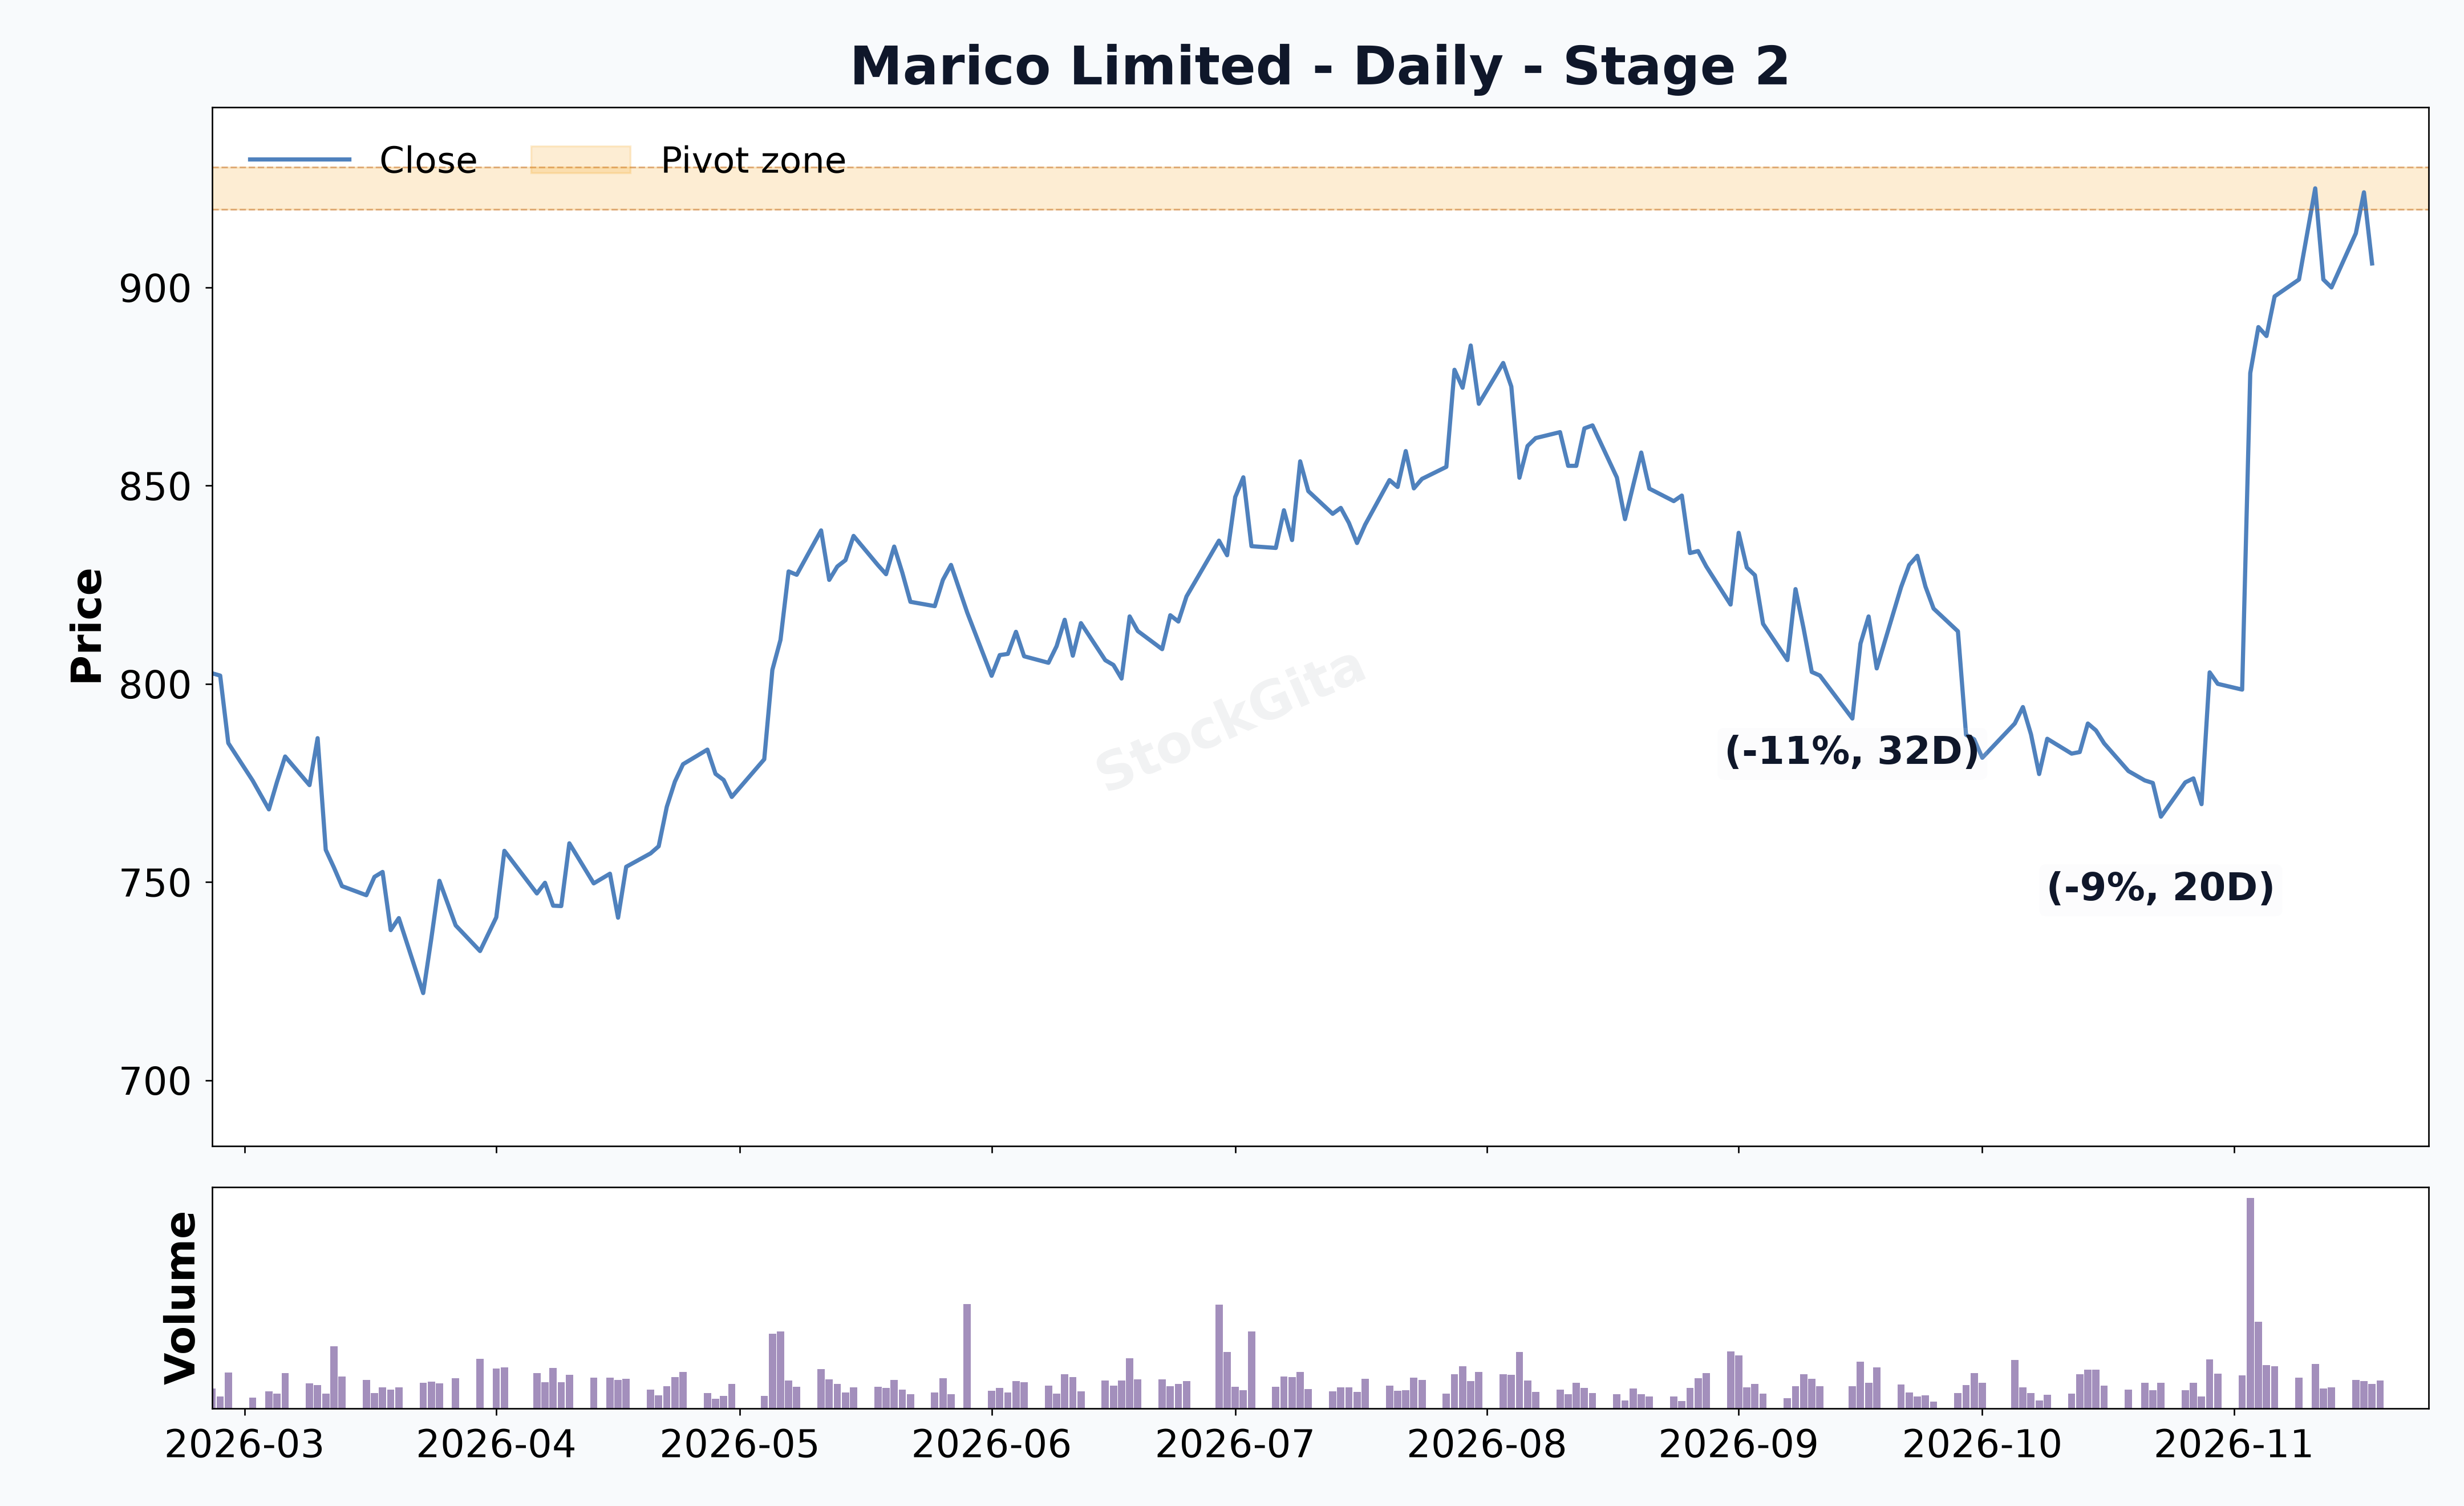 Marico Limited - Daily - Stage 2
Close
Pivot zone
Price
900
850
800
750
700
StockGita
(-11%, 32D)
(-9%, 20D)
Volume
2026-03
2026-04
2026-05
2026-06
2026-07
2026-08
2026-09
2026-10
2026-11